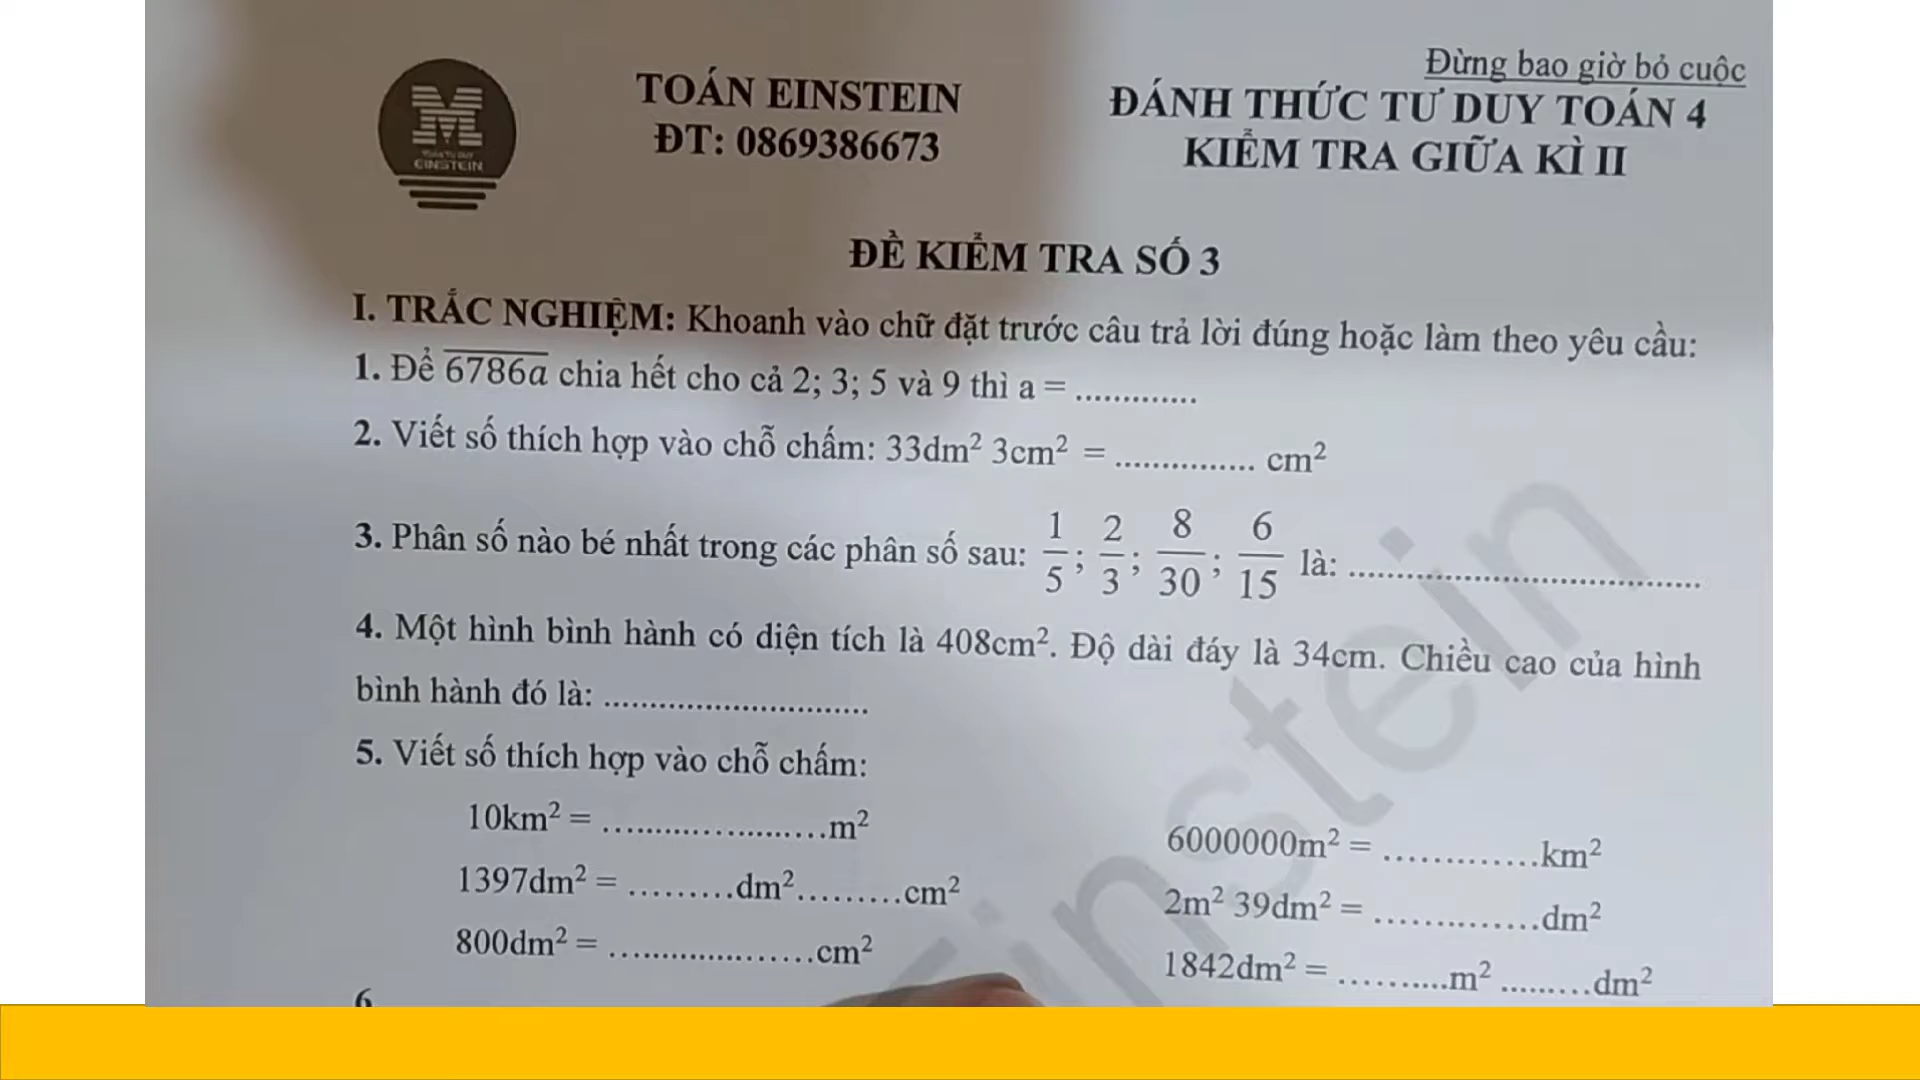 Đừng bao giờ bỏ cuộc
M
TOÁN TƯ DUY
EINSTEIN
TOÁN EINSTEIN
ĐT: 0869386673
ĐÁNH THỨC TƯ DUY TOÁN 4
KIỂM TRA GIỮA KÌ II
ĐỀ KIỂM TRA SỐ 3
I. TRẮC NGHIỆM: Khoanh vào chữ đặt trước câu trả lời đúng hoặc làm theo yêu cầu:
1. Để 6786a chia hết cho cả 2; 3; 5 và 9 thì a = .............
2. Viết số thích hợp vào chỗ chấm: 33dm² 3cm² = ............... cm²
3. Phân số nào bé nhất trong các phân số sau: 1/5; 2/3; 8/30; 6/15 là: .......................................
4. Một hình bình hành có diện tích là 408cm². Độ dài đáy là 34cm. Chiều cao của hình
bình hành đó là: .............................
5. Viết số thích hợp vào chỗ chấm:
10km² = ........................m²
6000000m² = ..............km²
1397dm² = .........dm².........cm²
2m² 39dm² = ...............dm²
800dm² = .....................cm²
1842dm² = ..........m² .........dm²
6
Einstein